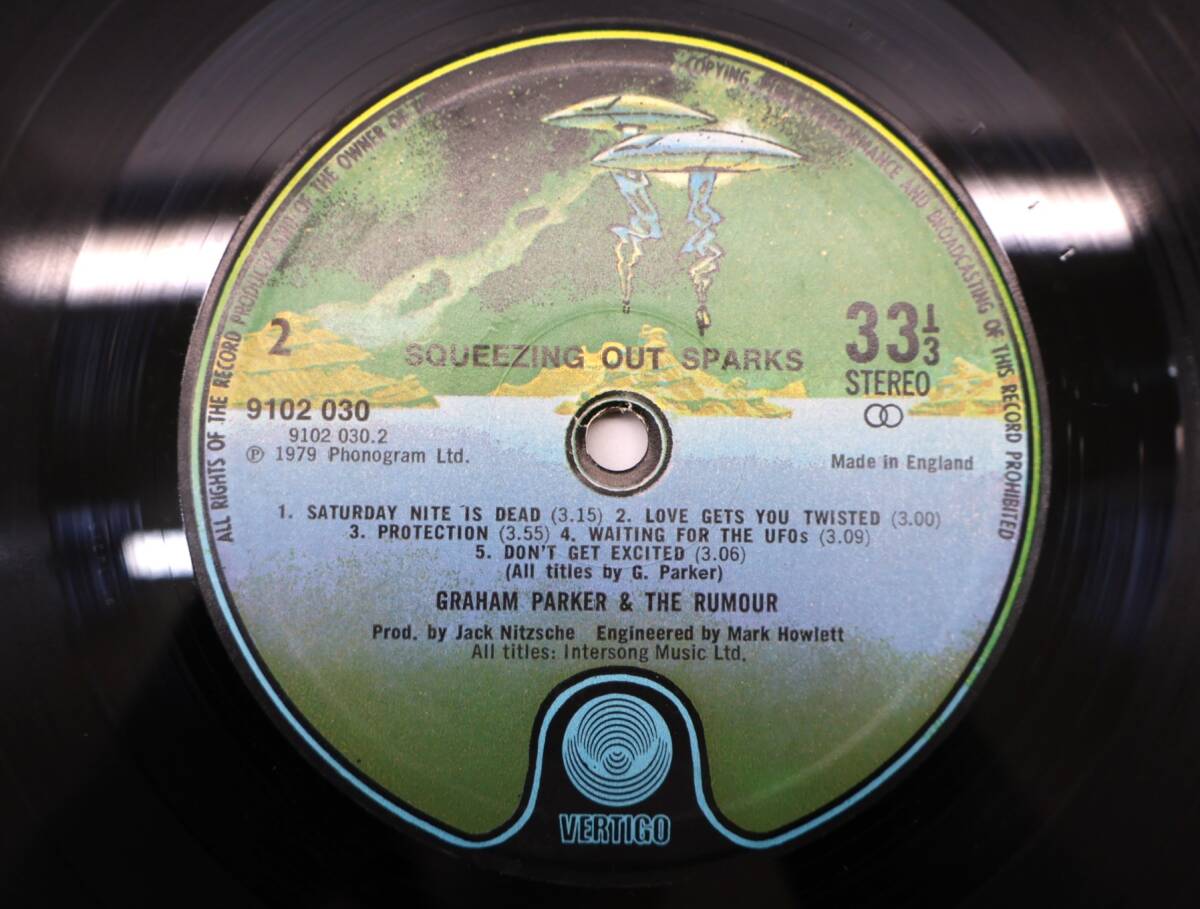 ALL RIGHTS OF THE RECORD PRODUCER AND OF THE OWNER OF
COPYING PERFORMANCE AND BROADCASTING OF THIS RECORD PROHIBITED
2
SQUEEZING OUT SPARKS
33 1/3
STEREO
9102 030
9102 030.2
℗ 1979 Phonogram Ltd.
Made in England
1. SATURDAY NITE IS DEAD (3.15) 2. LOVE GETS YOU TWISTED (3.00)
3. PROTECTION (3.55) 4. WAITING FOR THE UFOs (3.09)
5. DON'T GET EXCITED (3.06)
(All titles by G. Parker)
GRAHAM PARKER & THE RUMOUR
Prod. by Jack Nitzsche Engineered by Mark Howlett
All titles: Intersong Music Ltd.
VERTIGO